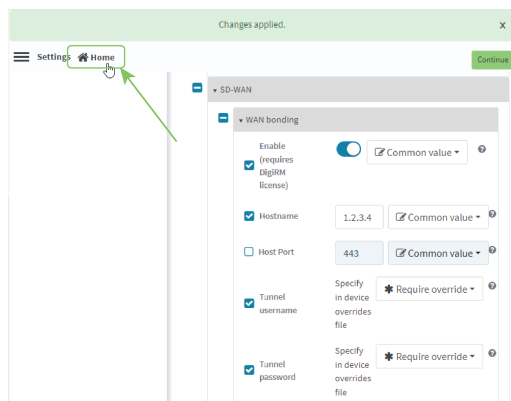 Changes applied.
x
Settings Home
Continue
SD-WAN
WAN bonding
Enable
(requires
DigiRM
license)
Common value
?
Hostname
1.2.3.4
Common value
?
Host Port
443
Common value
?
Tunnel
username
Specify
in device
overrides
file
Require override
?
Tunnel
password
Specify
in device
overrides
file
Require override
?